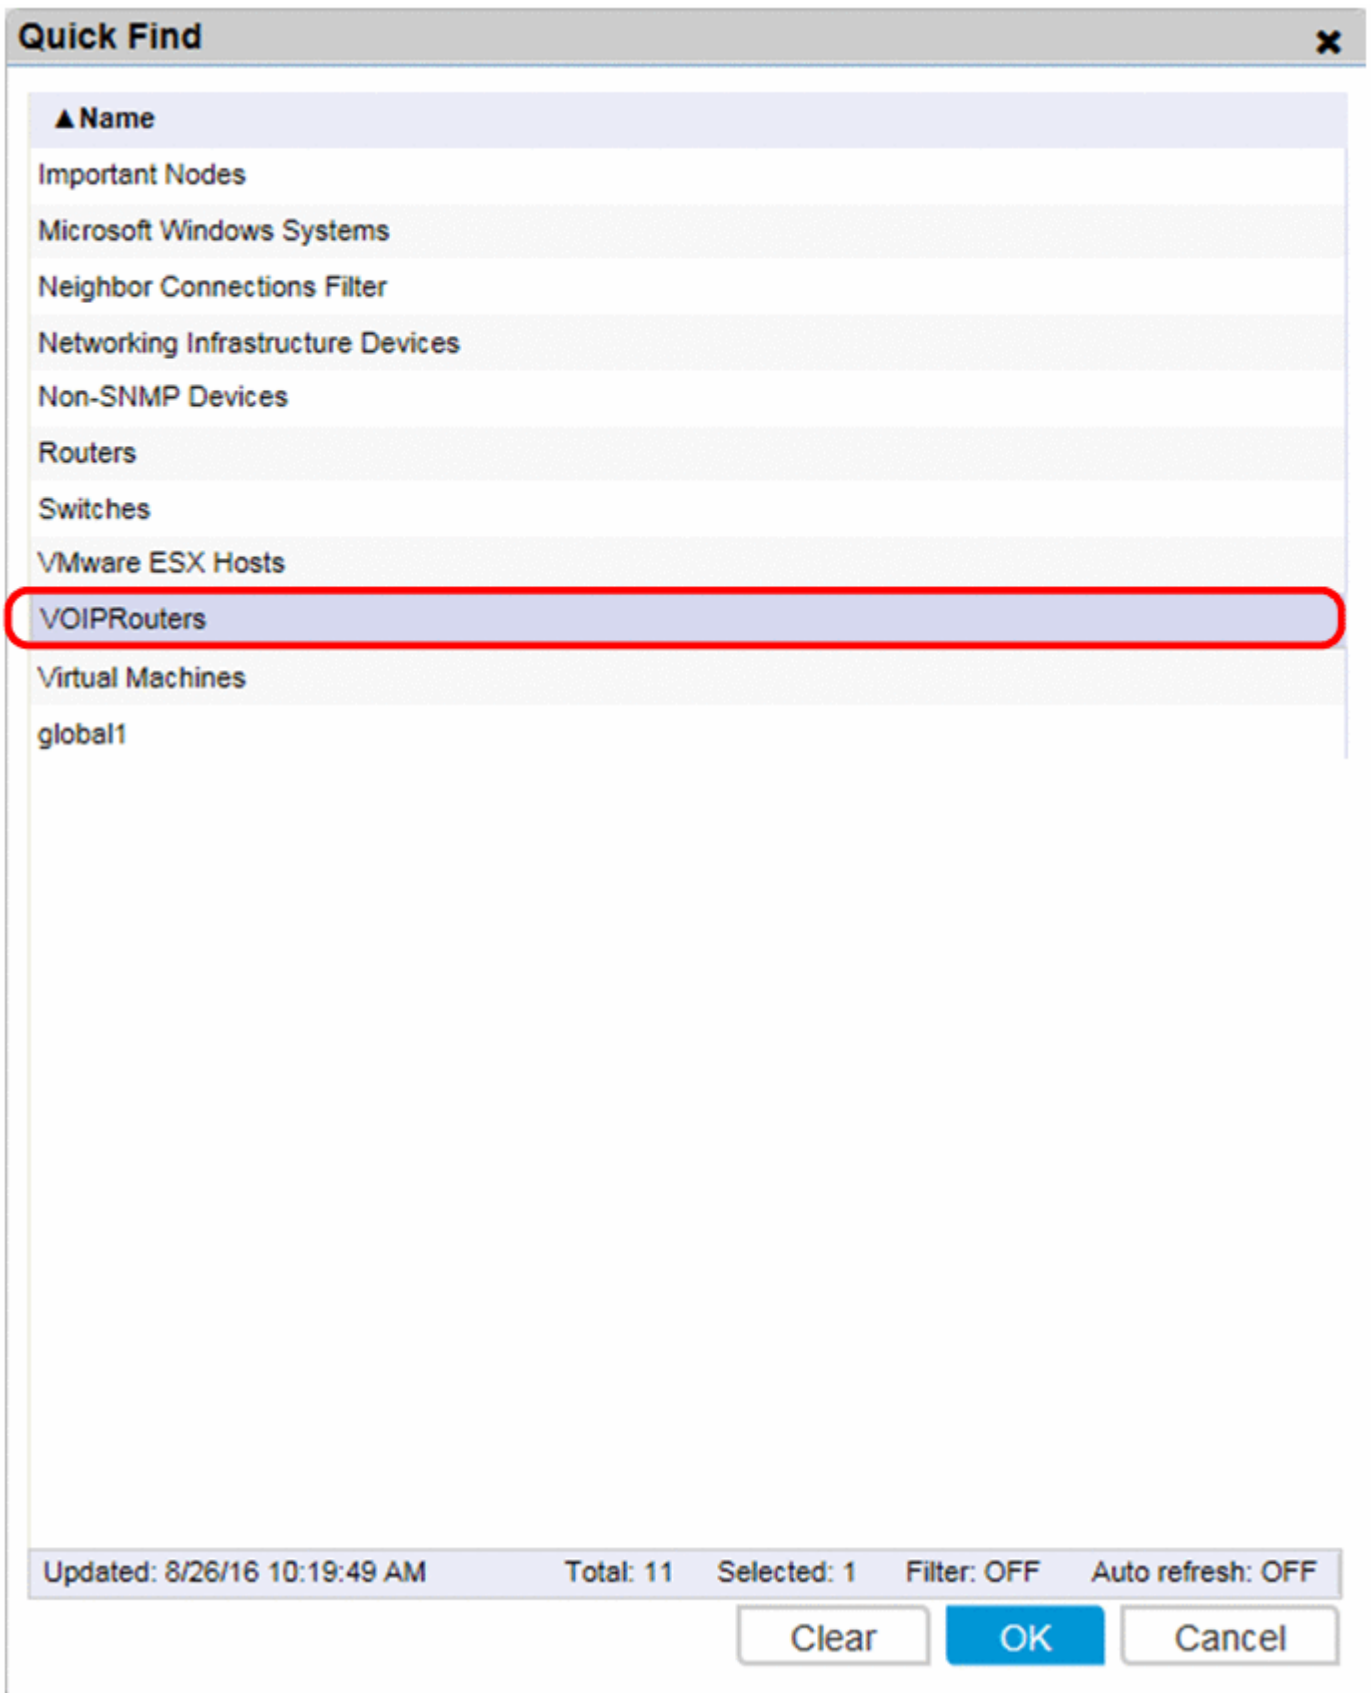 Quick Find
▲Name
Important Nodes
Microsoft Windows Systems
Neighbor Connections Filter
Networking Infrastructure Devices
Non-SNMP Devices
Routers
Switches
VMware ESX Hosts
VOIPRouters
Virtual Machines
global1
Updated: 8/26/16 10:19:49 AM Total: 11 Selected: 1 Filter: OFF Auto refresh: OFF
Clear OK Cancel